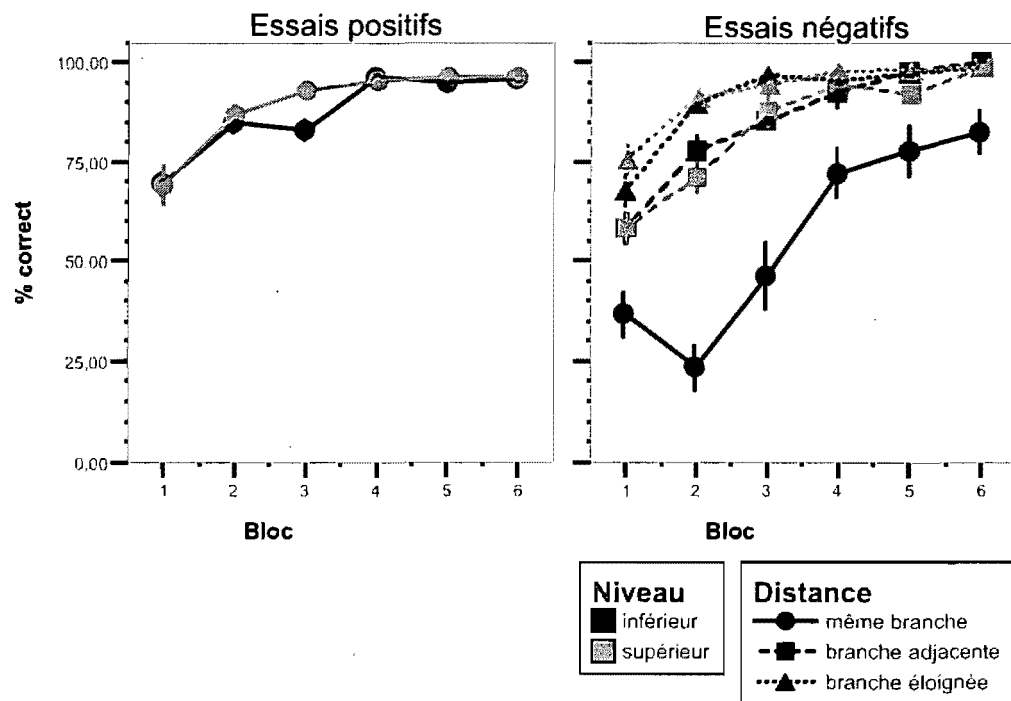 Essais positifs
Essais négatifs
% correct
100,00
75,00
50,00
25,00
0,00
1 2 3 4 5 6
1 2 3 4 5 6
Bloc
Bloc
Niveau
inférieur
supérieur
Distance
même branche
branche adjacente
branche éloignée